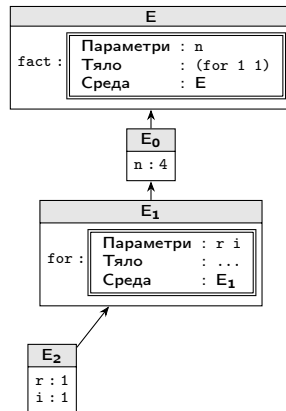 E
fact : Параметри : n
Тяло : (for 1 1)
Среда : E
E₀
n : 4
E₁
for : Параметри : r i
Тяло : ...
Среда : E₁
E₂
r : 1
i : 1